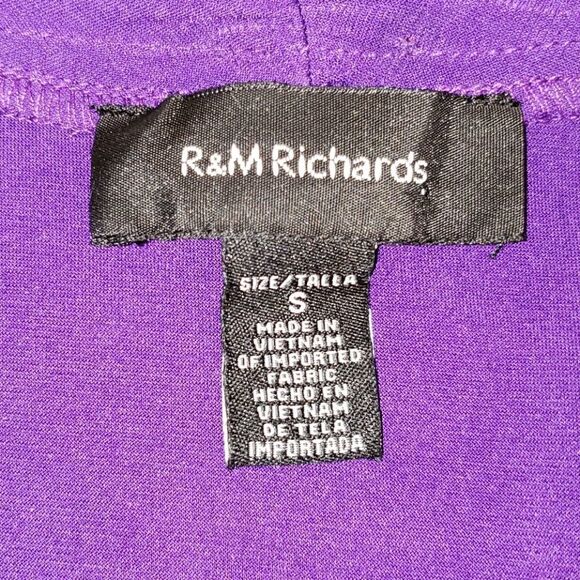 R&M Richards
SIZE/TALLA
S
MADE IN
VIETNAM
OF IMPORTED
FABRIC
HECHO EN
VIETNAM
DE TELA
IMPORTADA